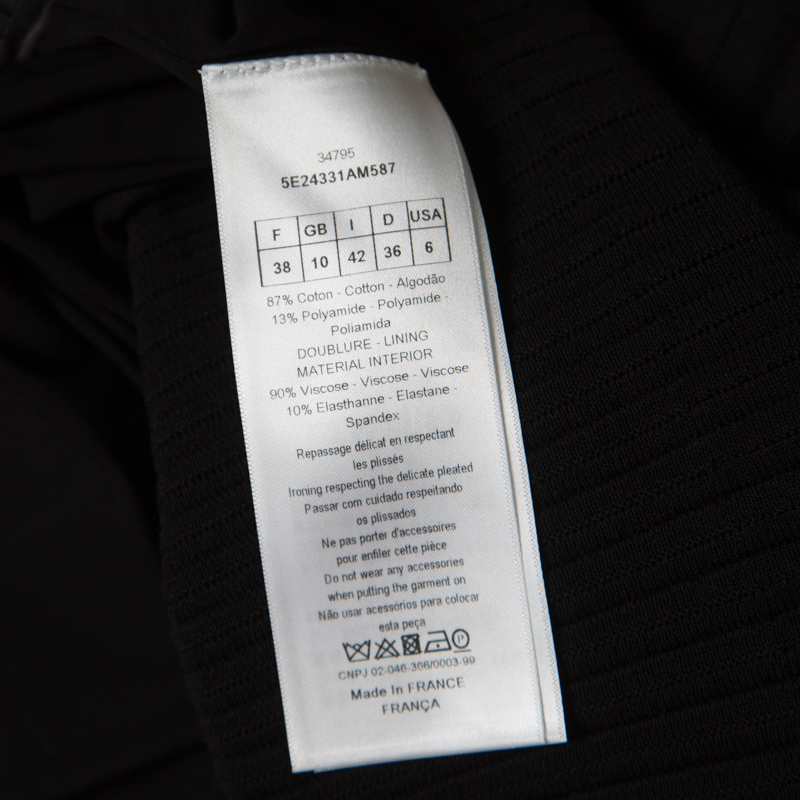 34795
5E24331AM587
F GB I D USA
38 10 42 36 6
87% Coton - Cotton - Algodão
13% Polyamide - Polyamide -
Poliamida
DOUBLURE - LINING
MATERIAL INTERIOR
90% Viscose - Viscose - Viscose
10% Elasthanne - Elastane -
Spandex
Repassage délicat en respectant
les plissés
Ironing respecting the delicate pleated
Passar com cuidado respeitando
os plissados
Ne pas porter d'accessoires
pour enfiler cette pièce
Do not wear any accessories
when putting the garment on
Não usar acessórios para colocar
esta peça
P
CNPJ 02-046-366/0003-99
Made In FRANCE
FRANÇA